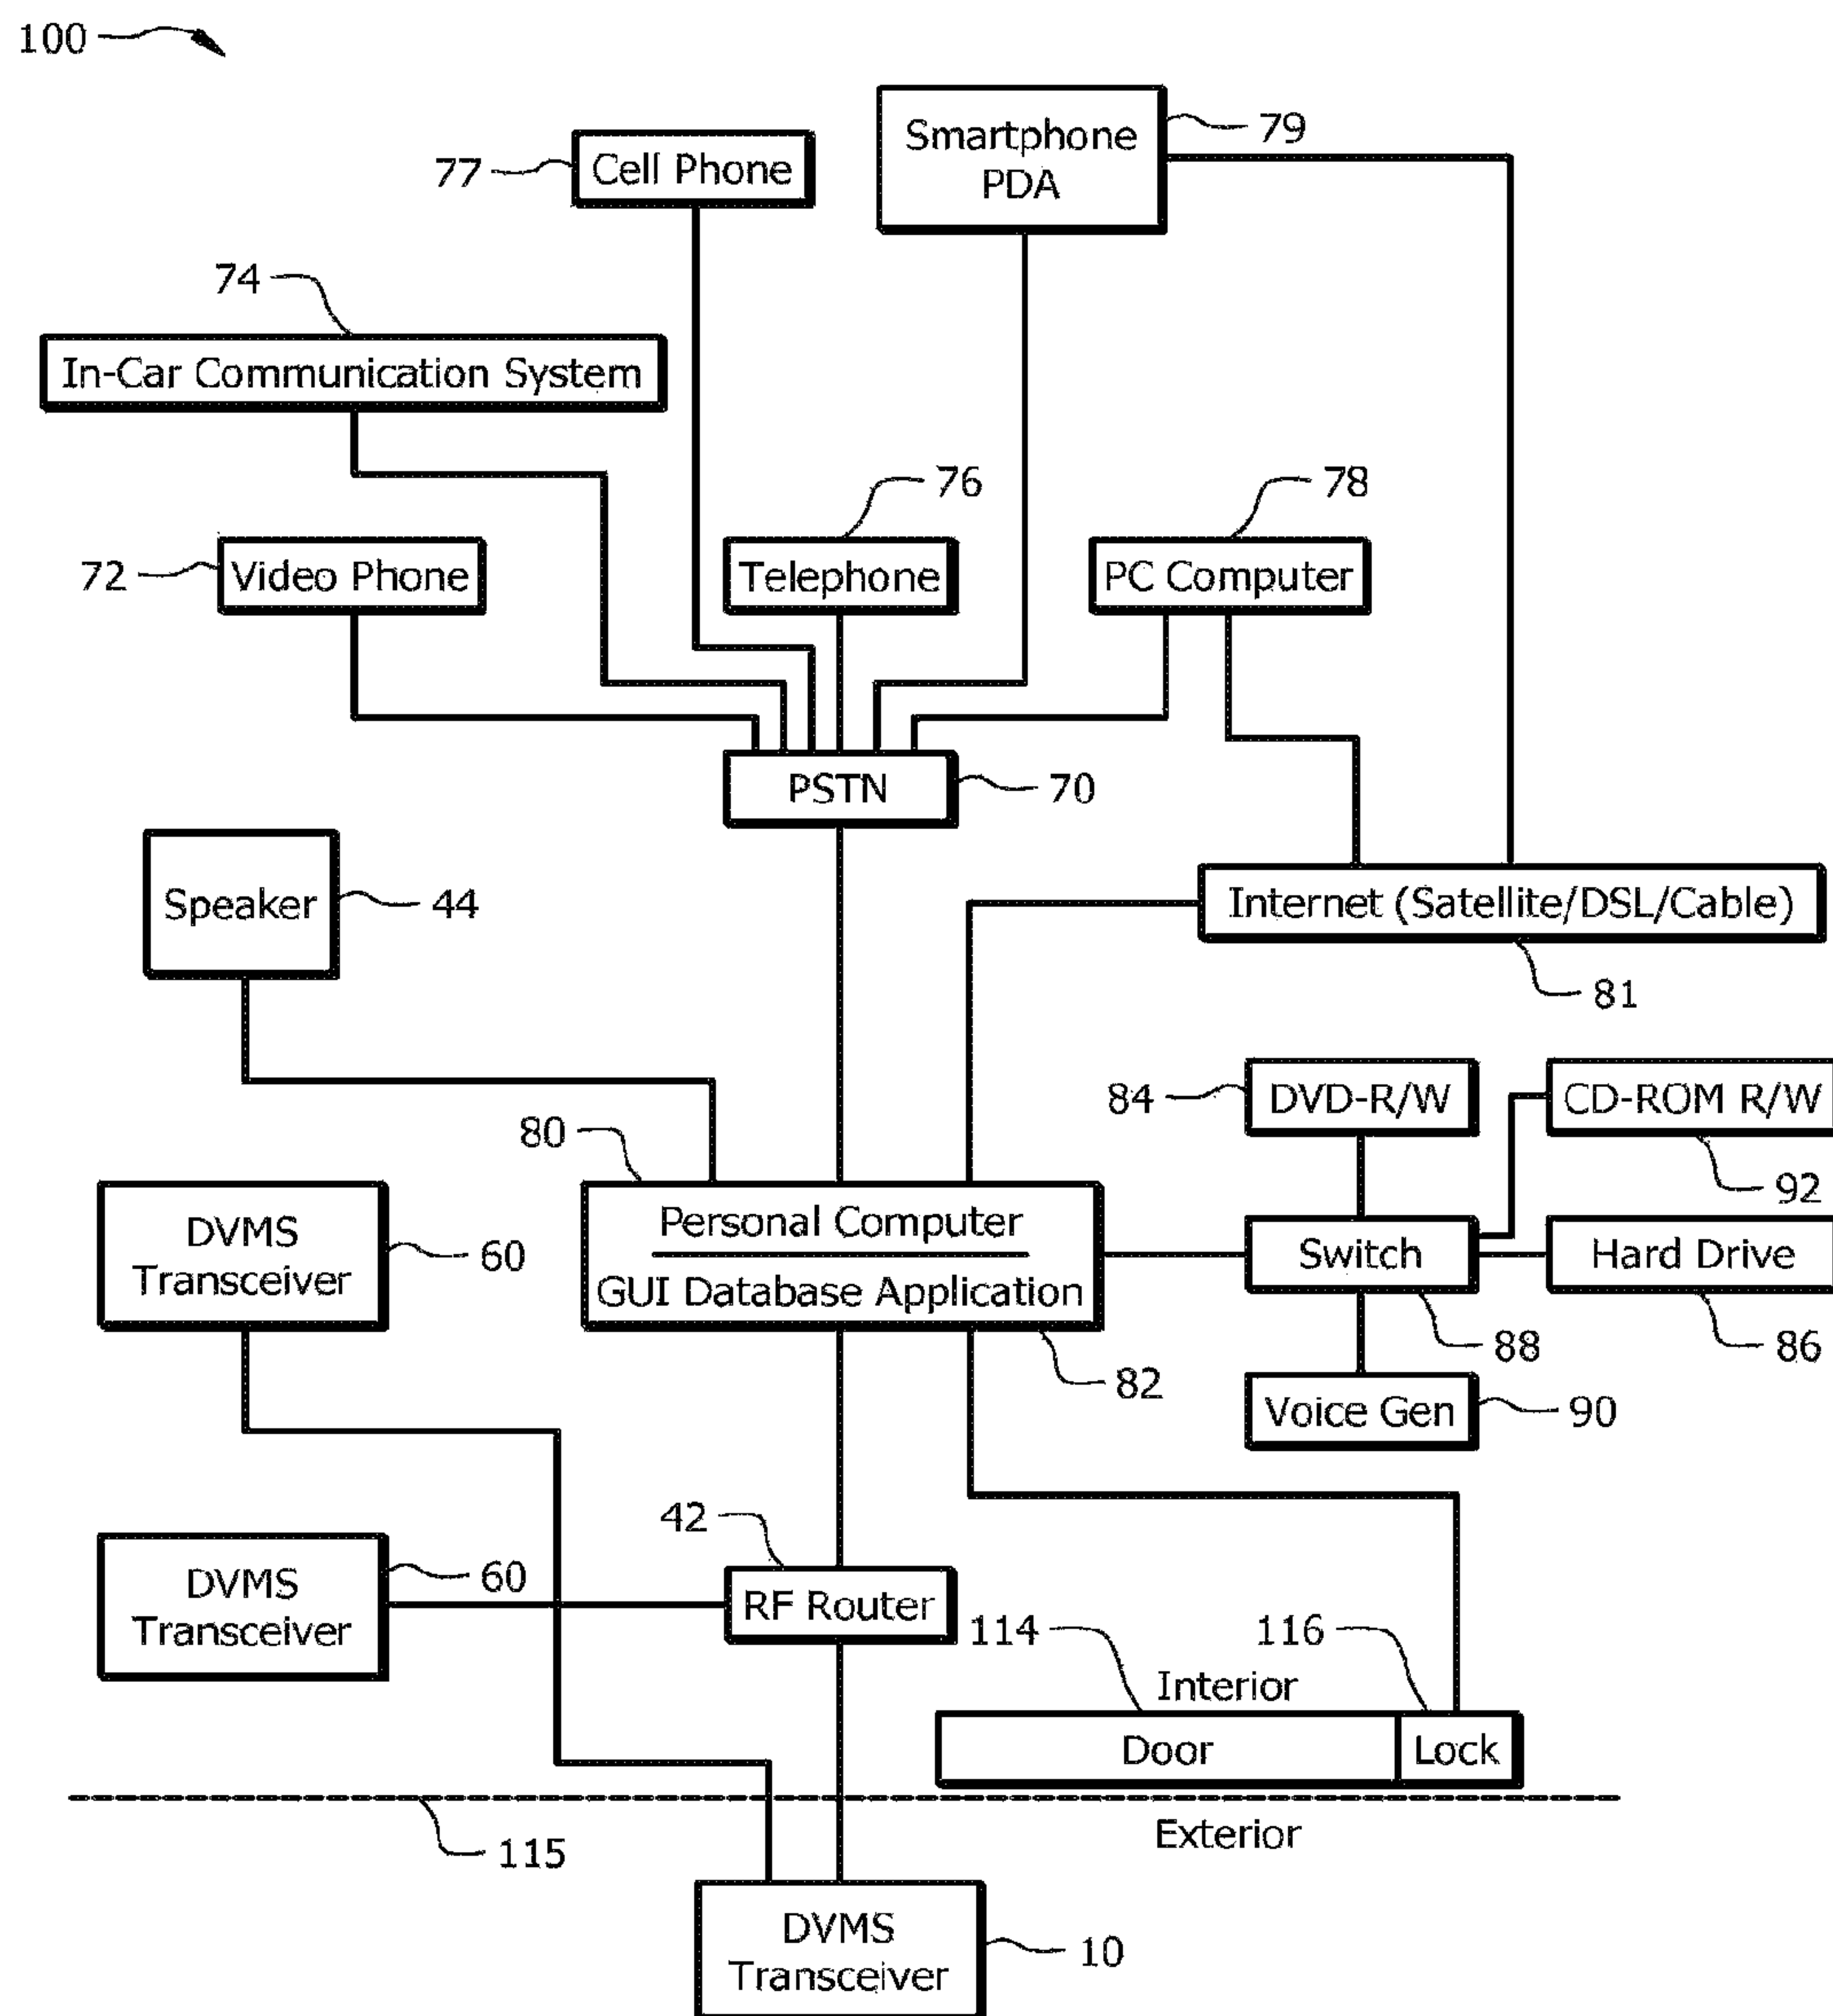 100
Smartphone
PDA
79
77
Cell Phone
74
In-Car Communication System
76
78
72
Video Phone
Telephone
PC Computer
PSTN
70
Speaker
44
Internet (Satellite/DSL/Cable)
81
84
DVD-R/W
CD-ROM R/W
80
92
DVMS
Transceiver
60
Personal Computer
GUI Database Application
Switch
Hard Drive
88
86
82
Voice Gen
90
42
DVMS
Transceiver
60
RF Router
114
116
Interior
Door
Lock
Exterior
115
DVMS
Transceiver
10